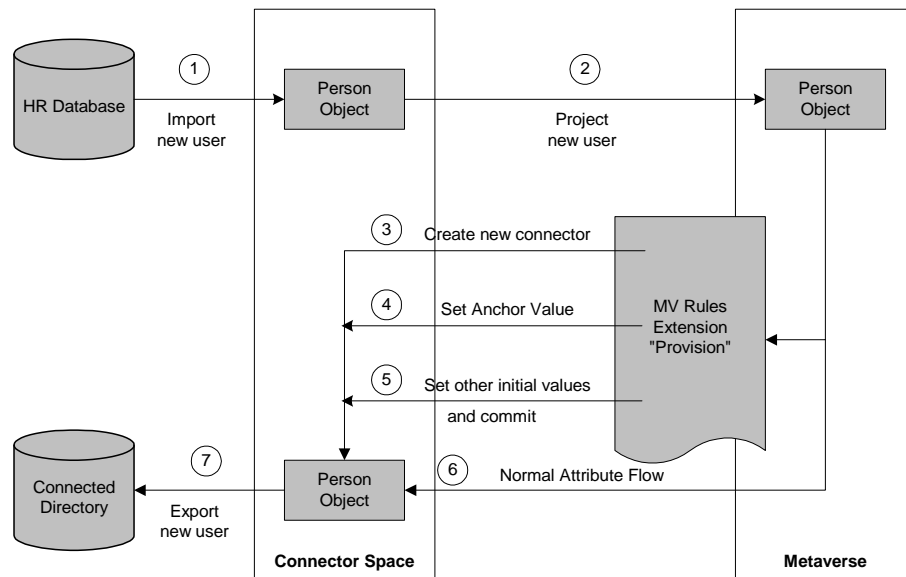 1
2
HR Database
Person
Object
Person
Object
Import
new user
Project
new user
3
Create new connector
4
Set Anchor Value
MV Rules
Extension
"Provision"
5
Set other initial values
and commit
6
Normal Attribute Flow
7
Connected
Directory
Person
Object
Export
new user
Connector Space
Metaverse